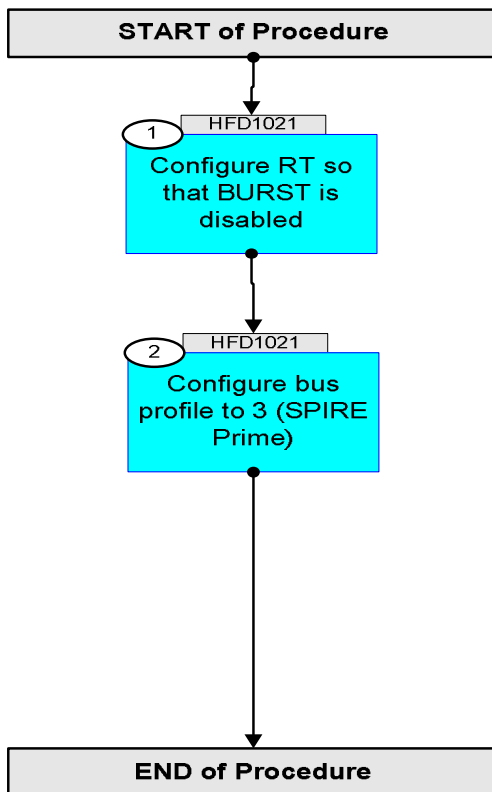 START of Procedure
HFD1021
1
Configure RT so
that BURST is
disabled
HFD1021
2
Configure bus
profile to 3 (SPIRE
Prime)
END of Procedure